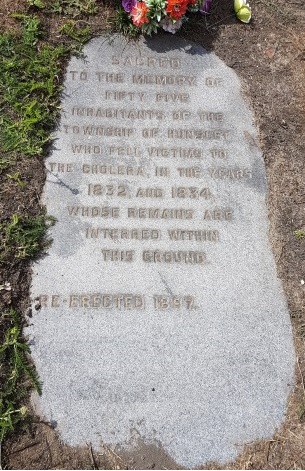 SACRED
TO THE MEMORY OF
FIFTY FIVE
INHABITANTS OF THE
TOWNSHIP OF HUNSLET
WHO FELL VICTIMS TO
THE CHOLERA, IN THE YEARS
1832 AND 1834
WHOSE REMAINS ARE
INTERRED WITHIN
THIS GROUND.
RE-ERECTED 1897.